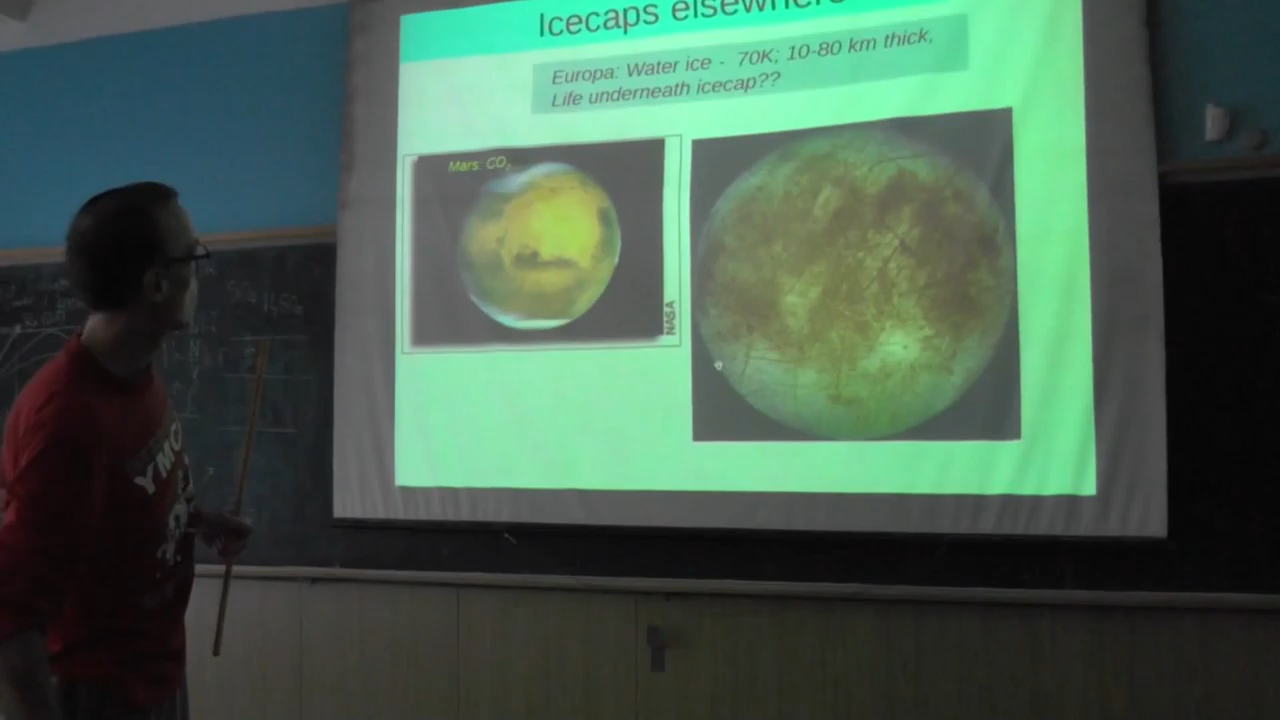 Icecaps elsewhere
Europa: Water ice - 70K; 10-80 km thick,
Life underneath icecap??
Mars: CO₂
NASA
YMC